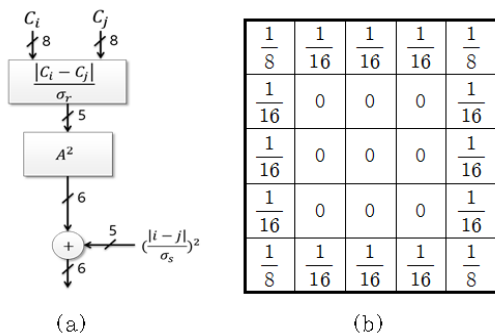 C_i C_j
8 8
|C_i − C_j|
σ_r
5
A²
6
+ 5 (|i − j| / σ_s)²
6
(a)
1/8 1/16 1/16 1/16 1/8
1/16 0 0 0 1/16
1/16 0 0 0 1/16
1/16 0 0 0 1/16
1/8 1/16 1/16 1/16 1/8
(b)